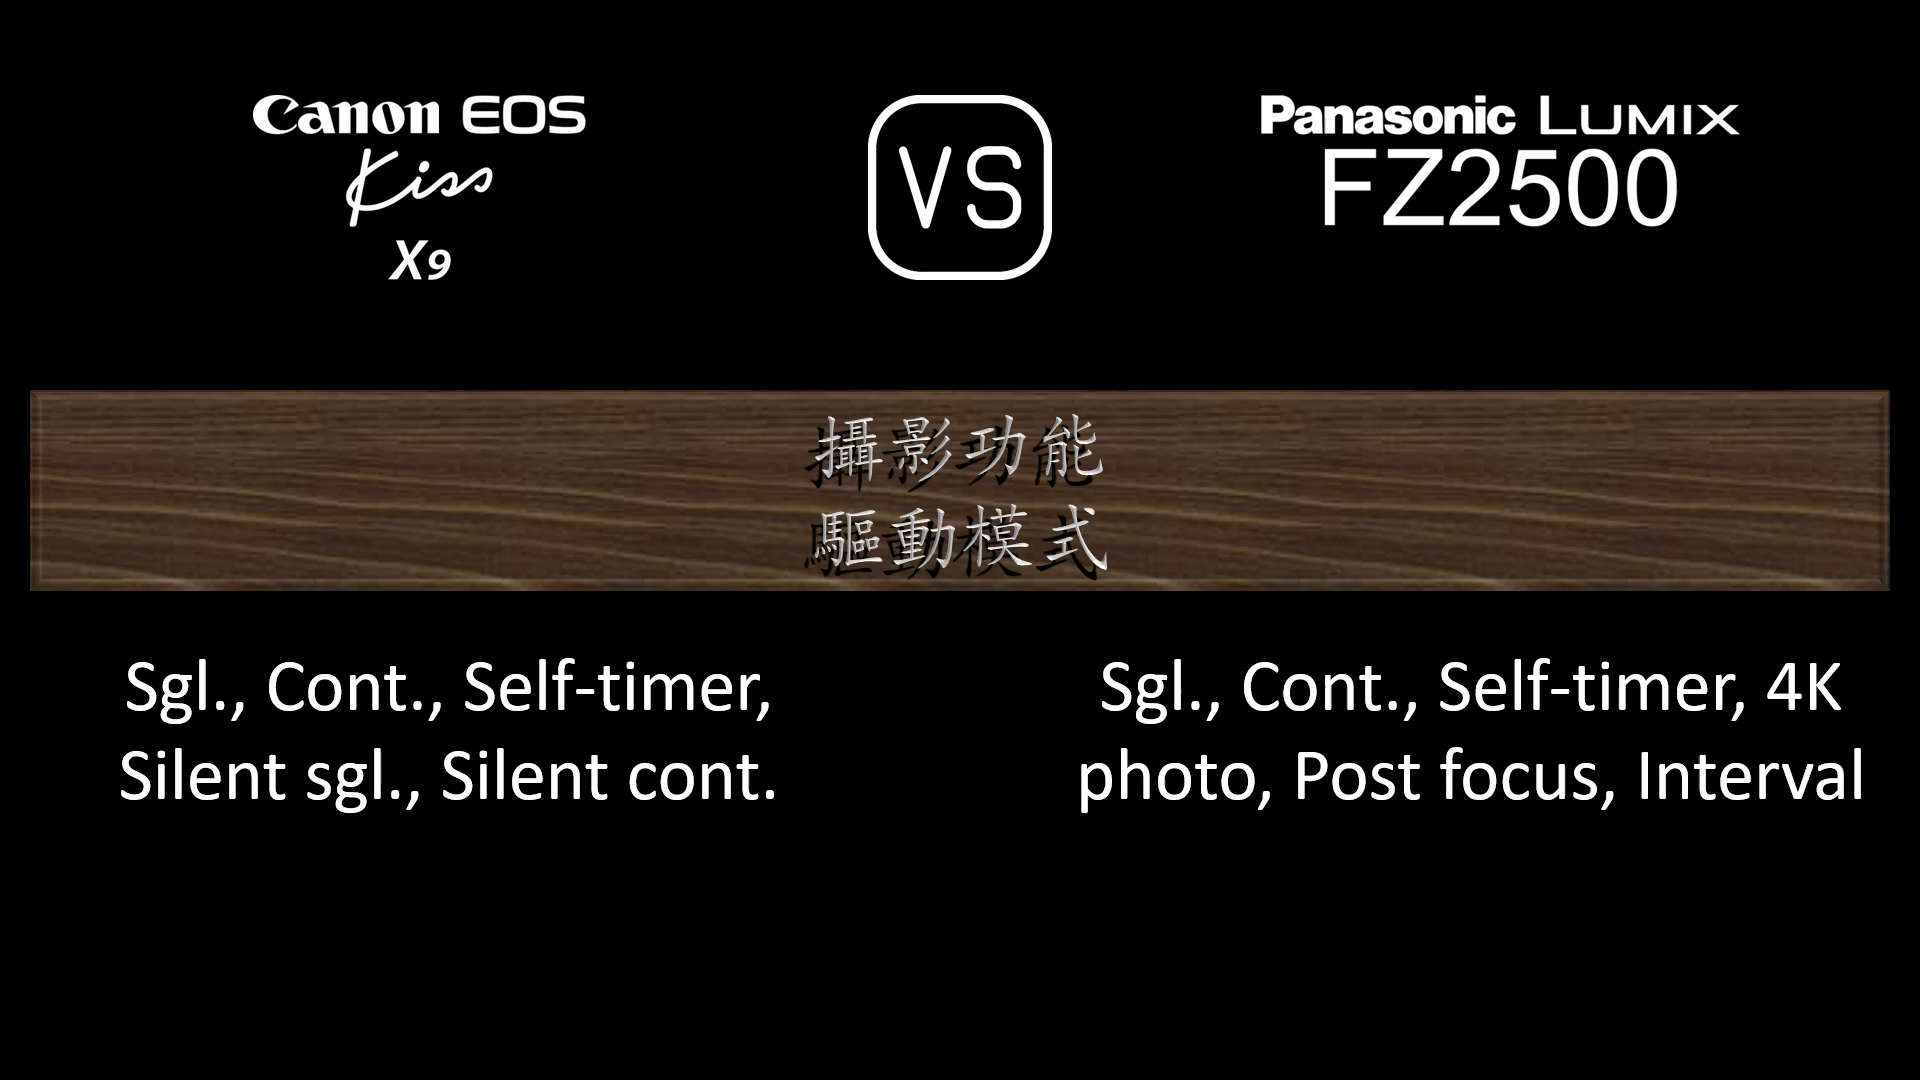 Canon EOS
Kiss
X9
VS
Panasonic LUMIX
FZ2500
攝影功能
驅動模式
Sgl., Cont., Self-timer,
Silent sgl., Silent cont.
Sgl., Cont., Self-timer, 4K
photo, Post focus, Interval